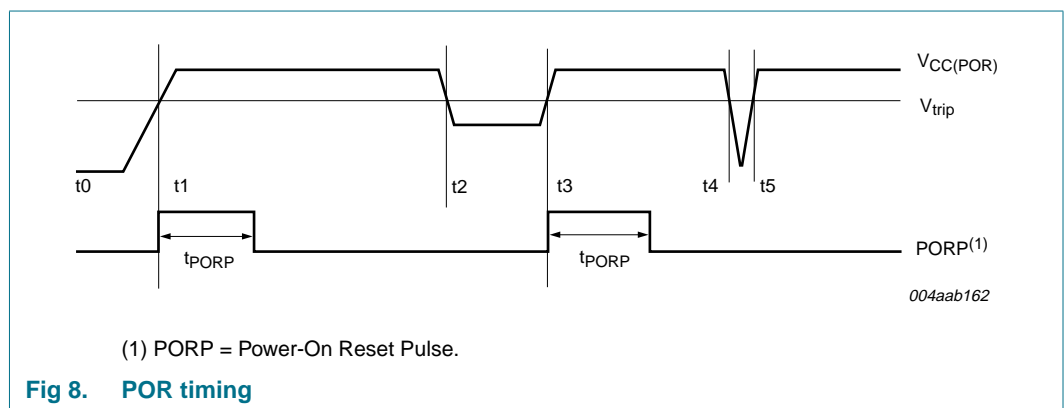 VCC(POR)
Vtrip
t0 t1 t2 t3 t4 t5
PORP(1)
tPORP tPORP
004aab162
(1) PORP = Power-On Reset Pulse.
Fig 8. POR timing